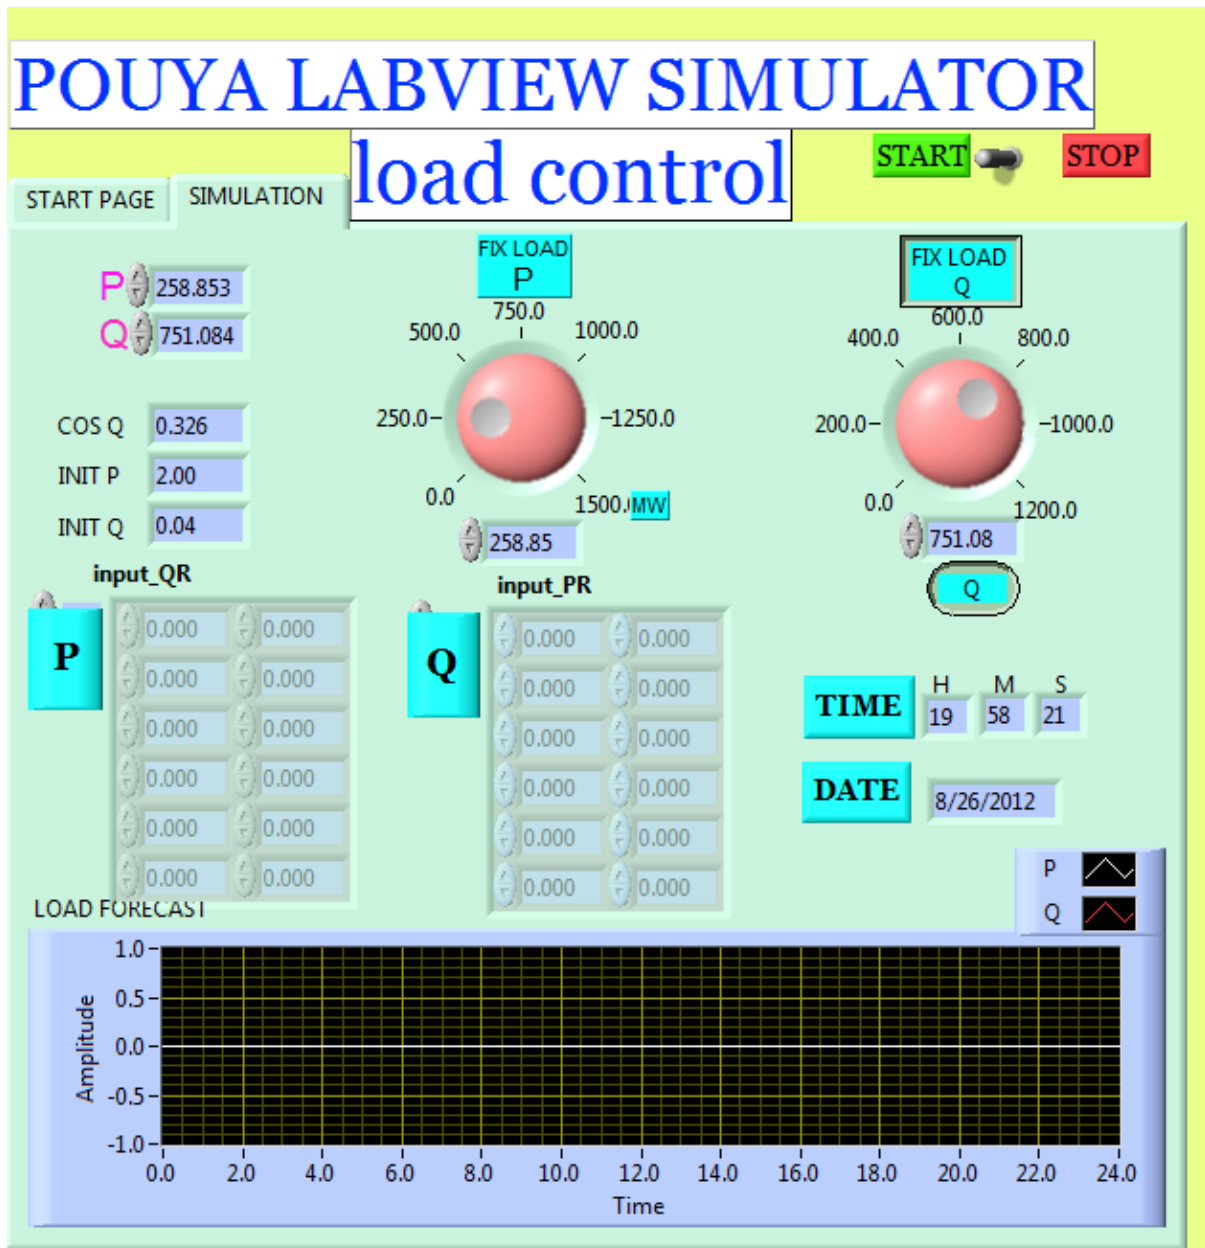 POUYA LABVIEW SIMULATOR
load control
START STOP
START PAGE SIMULATION
P 258.853
Q 751.084
COS Q 0.326
INIT P 2.00
INIT Q 0.04
FIX LOAD
P
750.0
500.0 1000.0
250.0 1250.0
0.0 MW
258.85
FIX LOAD
Q
600.0
400.0 800.0
200.0 1000.0
0.0 1200.0
751.08
Q
input_QR
P
0.000 0.000
0.000 0.000
0.000 0.000
0.000 0.000
0.000 0.000
0.000 0.000
input_PR
Q
0.000 0.000
0.000 0.000
0.000 0.000
0.000 0.000
0.000 0.000
0.000 0.000
H M S
TIME 19 58 21
DATE 8/26/2012
P
Q
LOAD FORECAST
1.0
0.5
0.0
-0.5
-1.0
Amplitude
0.0 2.0 4.0 6.0 8.0 10.0 12.0 14.0 16.0 18.0 20.0 22.0 24.0
Time